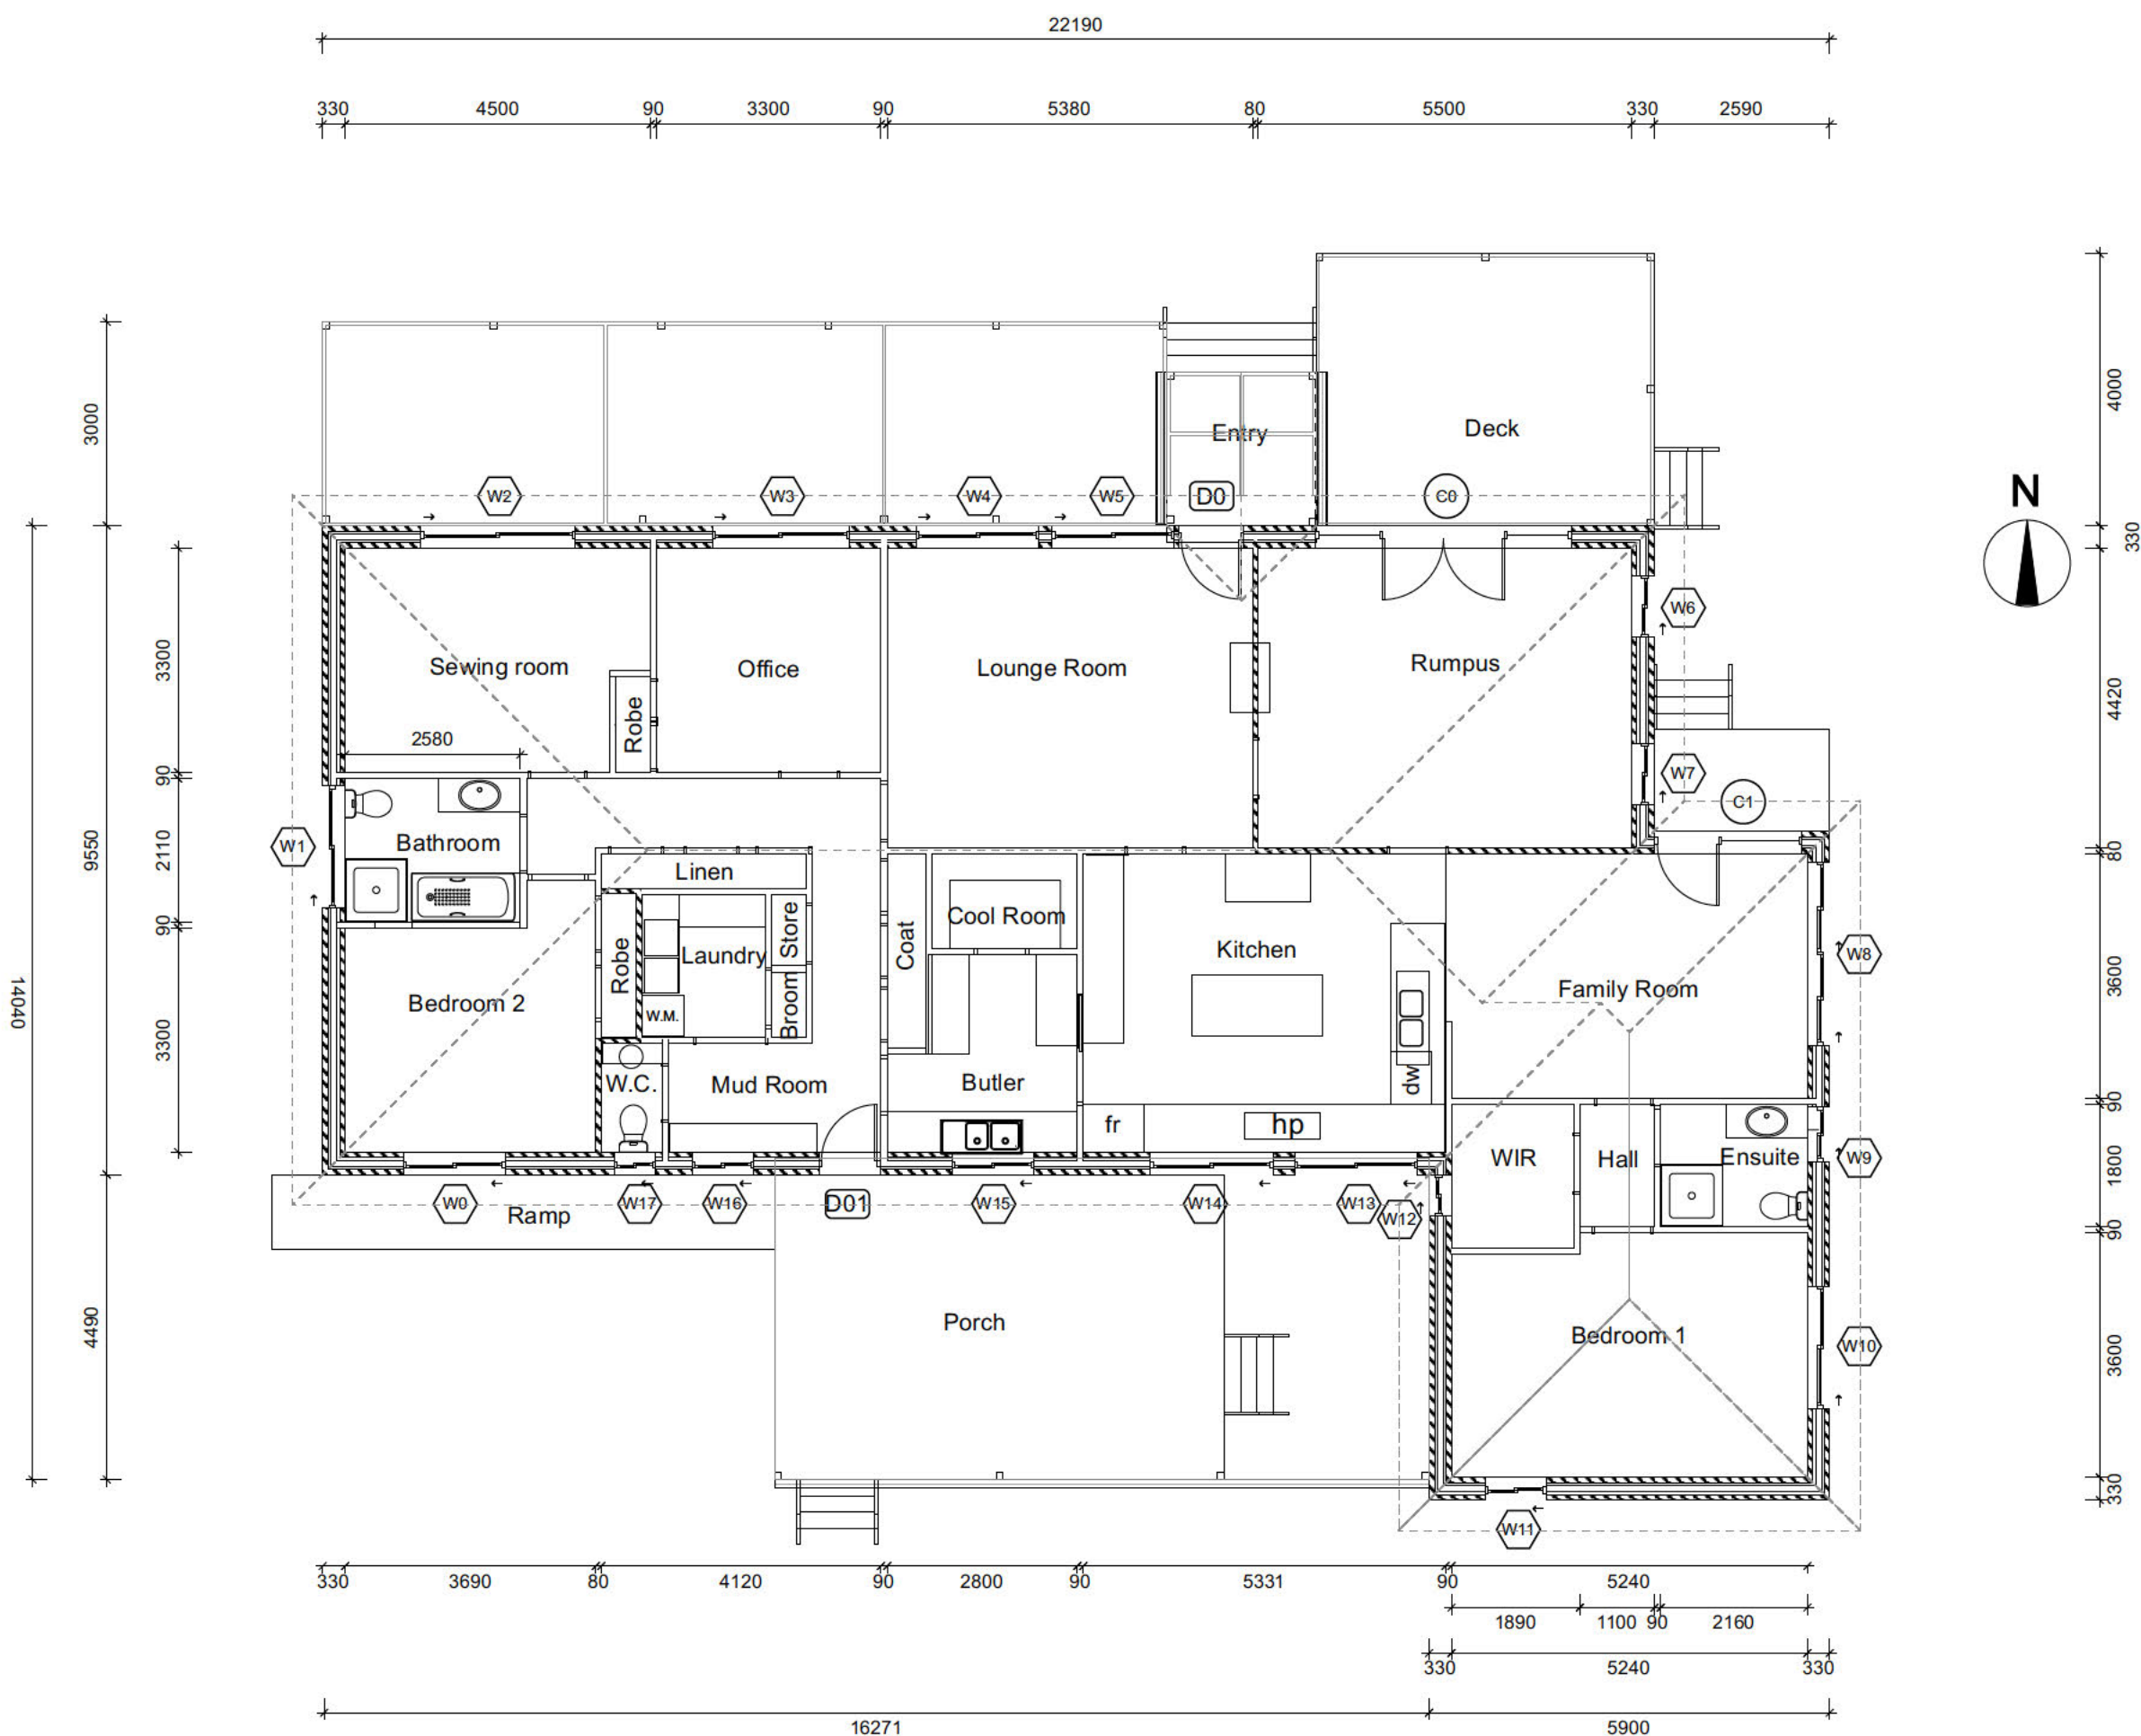 22190
330 4500 90 3300 90 5380 80 5500 330 2590
3000
4000
Entry
Deck
N
W2
W3
W4
W5
D0
C0
330
W6
3300
Sewing room
Office
Lounge Room
Rumpus
4420
Robe
2580
90
W7
C1
W1
2110
9550
Bathroom
80
Linen
90
Cool Room
Store
Coat
Robe
Laundry
Kitchen
W8
W.M.
Broom
Bedroom 2
Family Room
3600
14040
3300
W.C.
Mud Room
Butler
dw
90
fr
hp
WIR
Hall
Ensuite
W9
1800
W0
W17
W16
D01
W15
W14
W13
W12
Ramp
90
4490
Porch
Bedroom 1
W10
3600
330
W11
330 3690 80 4120 90 2800 90 5331 90 5240
1890 1100 90 2160
330 5240 330
16271 5900